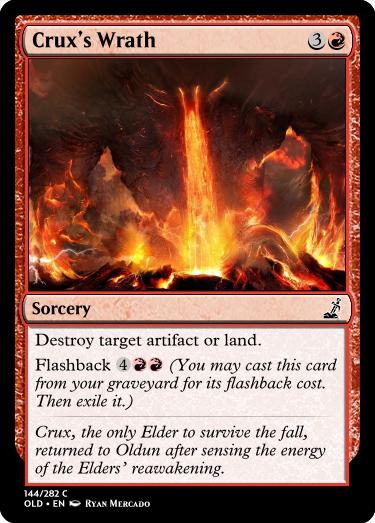 Crux's Wrath 3
Sorcery
Destroy target artifact or land.
Flashback 4 (You may cast this card
from your graveyard for its flashback cost.
Then exile it.)
Crux, the only Elder to survive the fall,
returned to Oldun after sensing the energy
of the Elders' reawakening.
144/282 C
OLD • EN Ryan Mercado